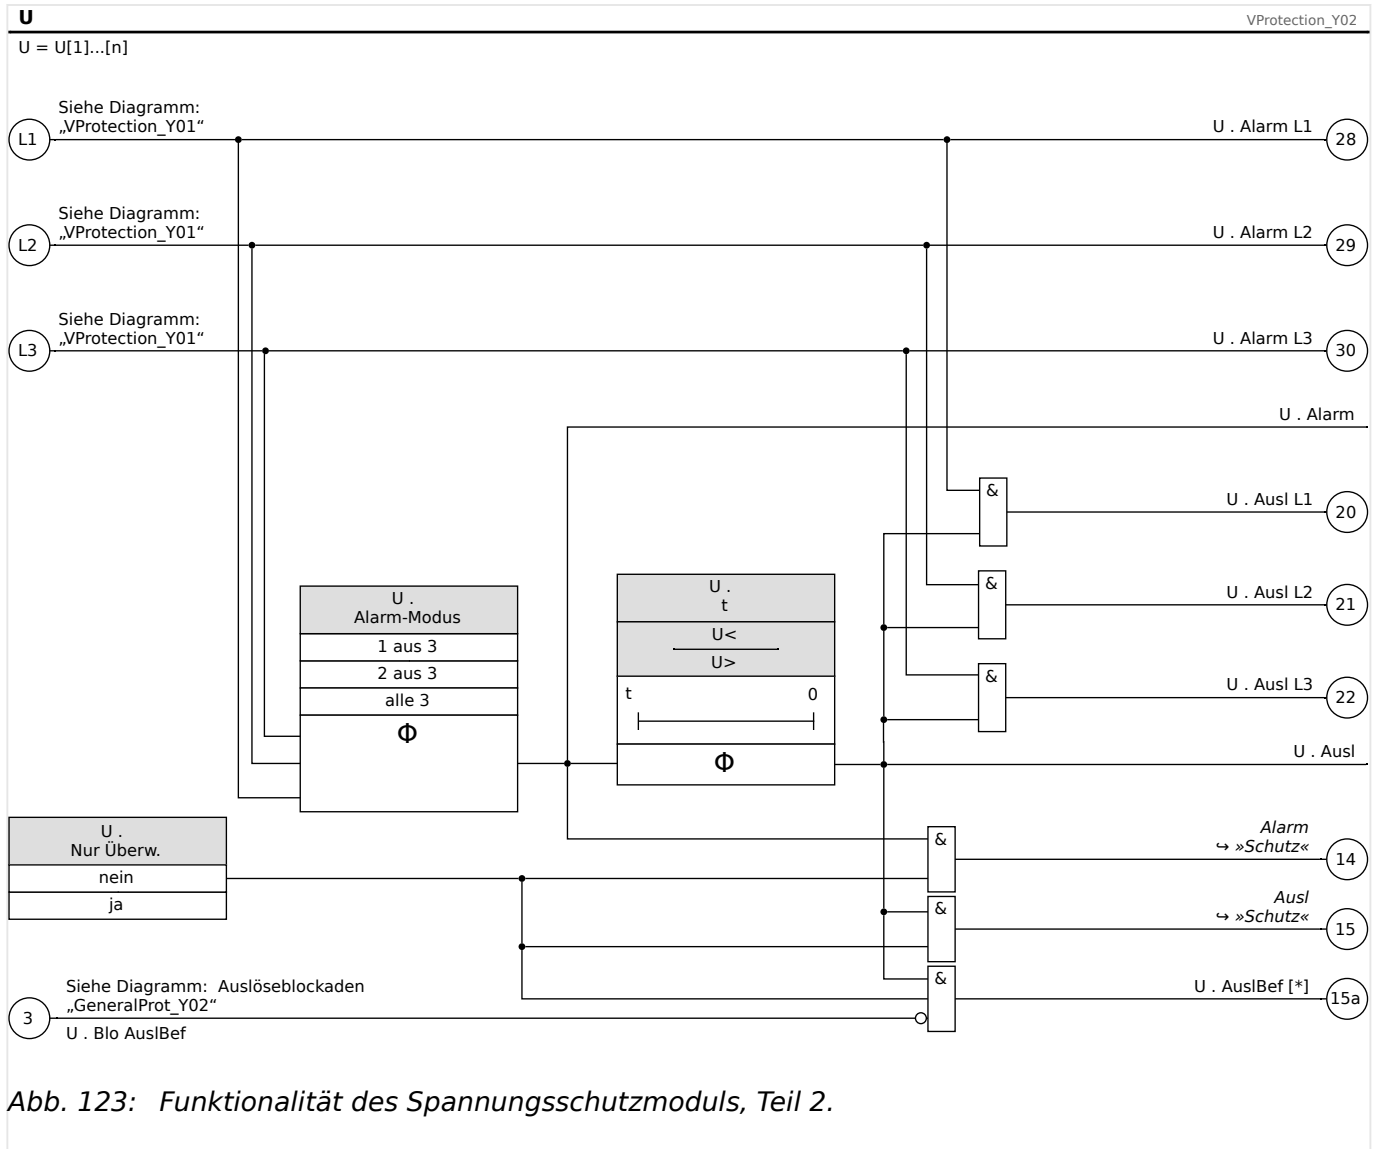 U
VProtection_Y02
U = U[1]...[n]
Siehe Diagramm:
„VProtection_Y01“
L1
U . Alarm L1
28
Siehe Diagramm:
„VProtection_Y01“
L2
U . Alarm L2
29
Siehe Diagramm:
„VProtection_Y01“
L3
U . Alarm L3
30
U . Alarm
&
U . Ausl L1
20
&
U . Ausl L2
21
&
U . Ausl L3
22
U . Ausl
U .
Alarm-Modus
1 aus 3
2 aus 3
alle 3
Φ
U .
t
U<
U>
t 0
Φ
U .
Nur Überw.
nein
ja
&
Alarm
↪ »Schutz«
14
&
Ausl
↪ »Schutz«
15
&
U . AuslBef [*]
15a
Siehe Diagramm: Auslöseblockaden
„GeneralProt_Y02“
3
U . Blo AuslBef
Abb. 123: Funktionalität des Spannungsschutzmoduls, Teil 2.